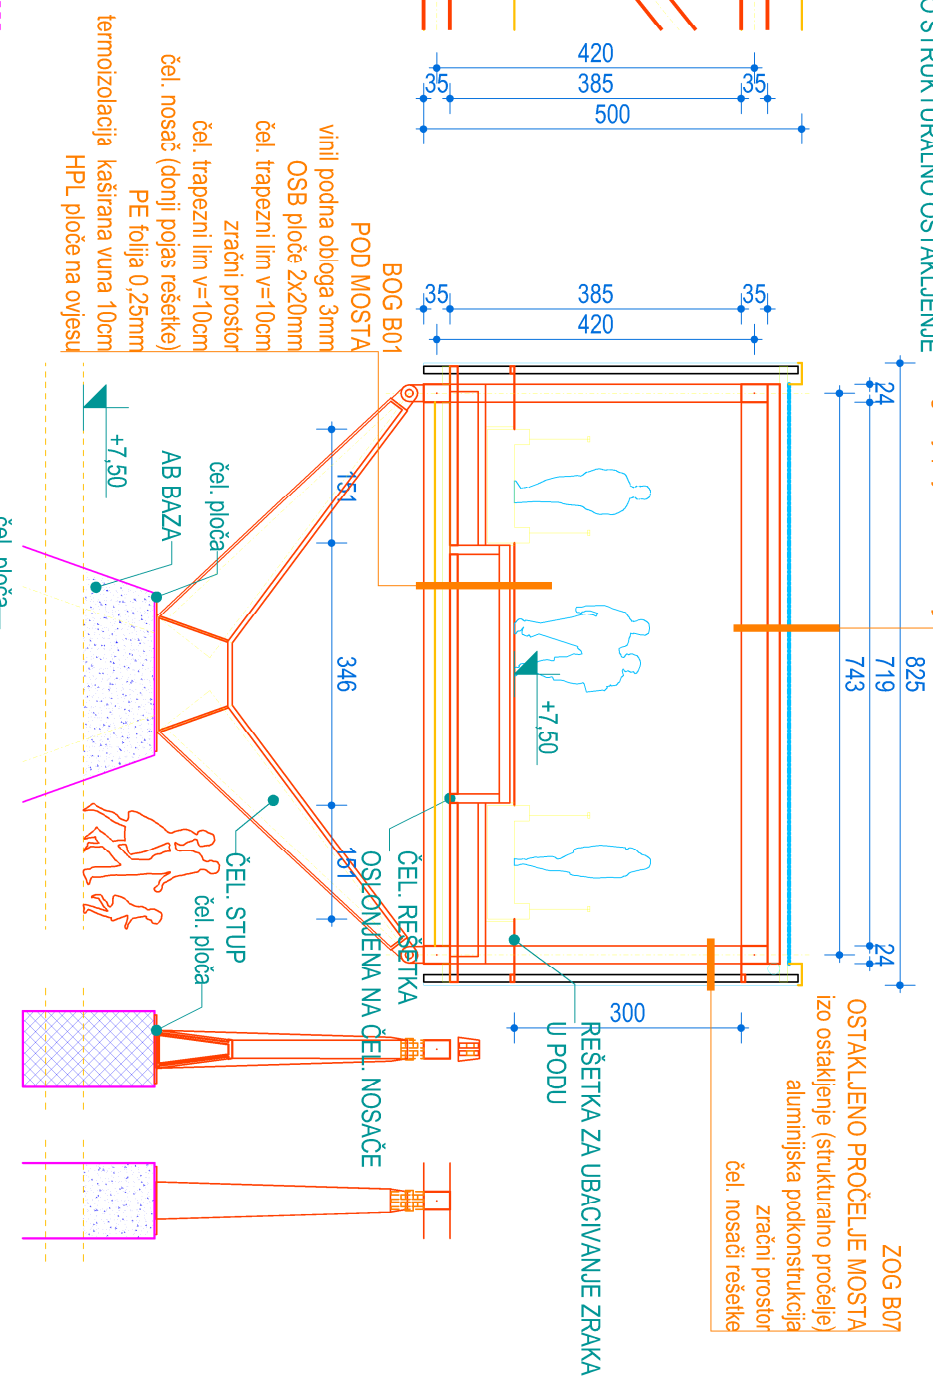 O STRUKTURALNO OSTAKLJENJE
420
35
385
35
500
35
385
35
420
BOG B01
POD MOSTA
vinil podna obloga 3mm
OSB ploče 2x20mm
čel. trapezni lim v=10cm
zračni prostor
čel. trapezni lim v=10cm
čel. nosač (donji pojas rešetke)
PE folija 0,25mm
termoizolacija kaširana vuna 10cm
HPL ploče na ovjesu
825
24
719
24
743
151
346
151
300
+7,50
+7,50
AB BAZA
čel. ploča
čel. ploča
ČEL. STUP
čel. ploča
ČEL. REŠETKA
OSLONJENA NA ČEL. NOSAČE
REŠETKA ZA UBACIVANJE ZRAKA
U PODU
ZOG B07
OSTAKLJENO PROČELJE MOSTA
izo ostakljenje (strukturalno pročelje)
aluminijska podkonstrukcija
zračni prostor
čel. nosači rešetke